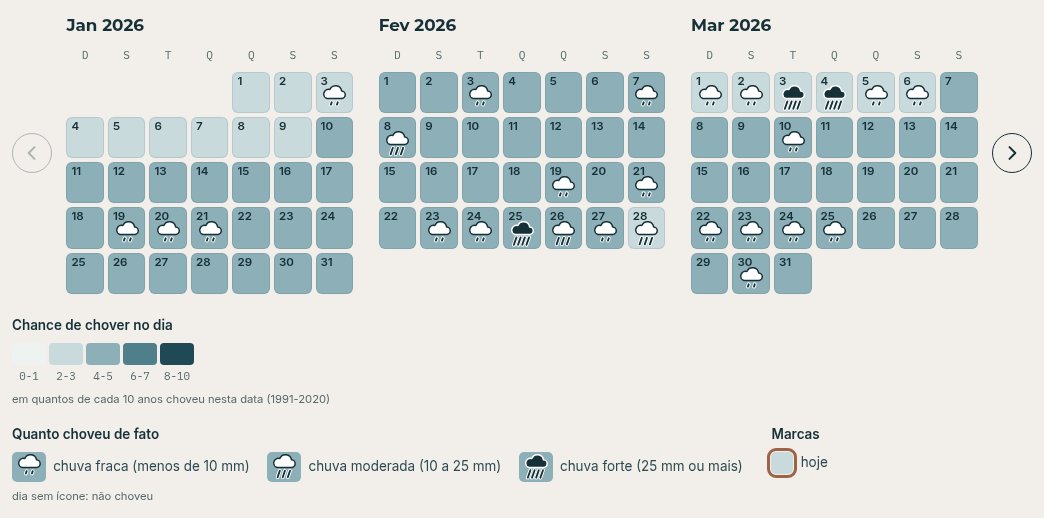 Jan 2026 Fev 2026 Mar 2026
D S T Q Q S S D S T Q Q S S D S T Q Q S S
1 2 3 1 2 3 4 5 6 7 1 2 3 4 5 6 7
4 5 6 7 8 9 10 8 9 10 11 12 13 14 8 9 10 11 12 13 14
11 12 13 14 15 16 17 15 16 17 18 19 20 21 15 16 17 18 19 20 21
18 19 20 21 22 23 24 22 23 24 25 26 27 28 22 23 24 25 26 27 28
25 26 27 28 29 30 31 29 30 31
Chance de chover no dia
0-1 2-3 4-5 6-7 8-10
em quantos de cada 10 anos choveu nesta data (1991-2020)
Quanto choveu de fato Marcas
chuva fraca (menos de 10 mm) chuva moderada (10 a 25 mm) chuva forte (25 mm ou mais) hoje
dia sem ícone: não choveu